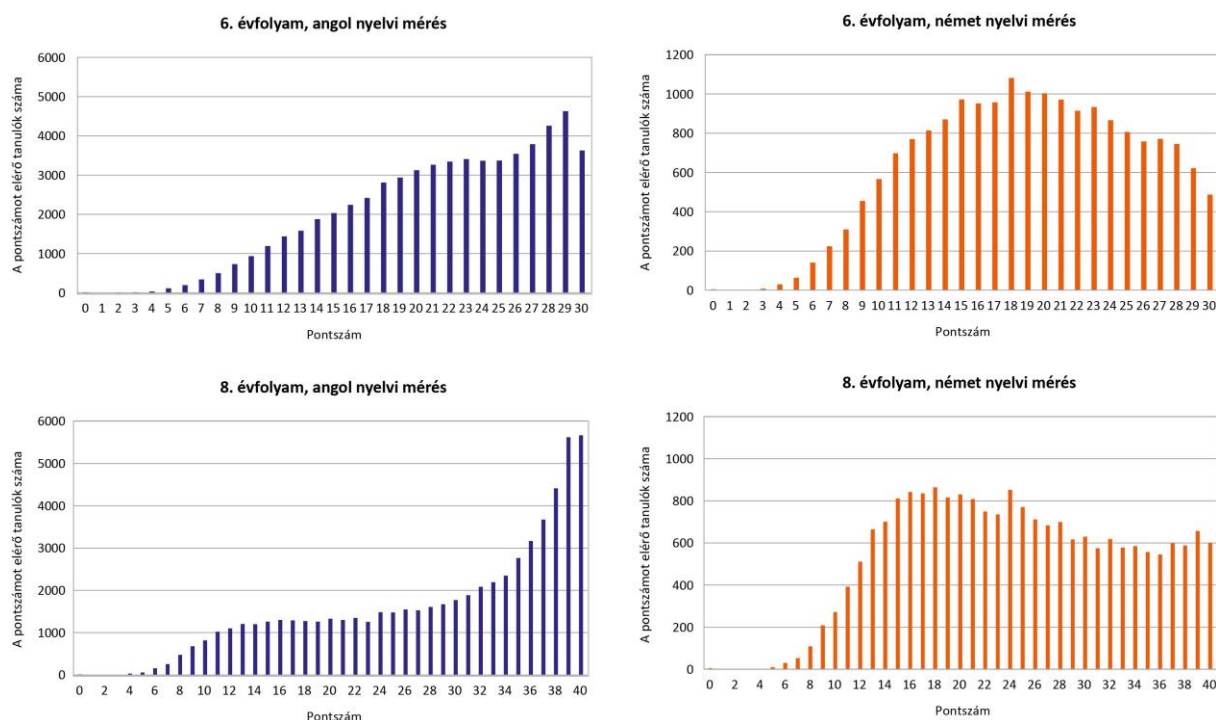 6. évfolyam, angol nyelvi mérés
A pontszámot elérő tanulók száma
6000
5000
4000
3000
2000
1000
0
0 1 2 3 4 5 6 7 8 9 10 11 12 13 14 15 16 17 18 19 20 21 22 23 24 25 26 27 28 29 30
Pontszám
6. évfolyam, német nyelvi mérés
A pontszámot elérő tanulók száma
1200
1000
800
600
400
200
0
0 1 2 3 4 5 6 7 8 9 10 11 12 13 14 15 16 17 18 19 20 21 22 23 24 25 26 27 28 29 30
Pontszám
8. évfolyam, angol nyelvi mérés
A pontszámot elérő tanulók száma
6000
5000
4000
3000
2000
1000
0
0 2 4 6 8 10 12 14 16 18 20 22 24 26 28 30 32 34 36 38 40
Pontszám
8. évfolyam, német nyelvi mérés
A pontszámot elérő tanulók száma
1200
1000
800
600
400
200
0
0 2 4 6 8 10 12 14 16 18 20 22 24 26 28 30 32 34 36 38 40
Pontszám